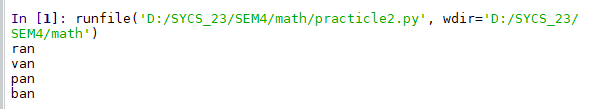 In [1]: runfile('D:/SYCS_23/SEM4/math/practicle2.py', wdir='D:/SYCS_23/
SEM4/math')
ran
van
pan
ban